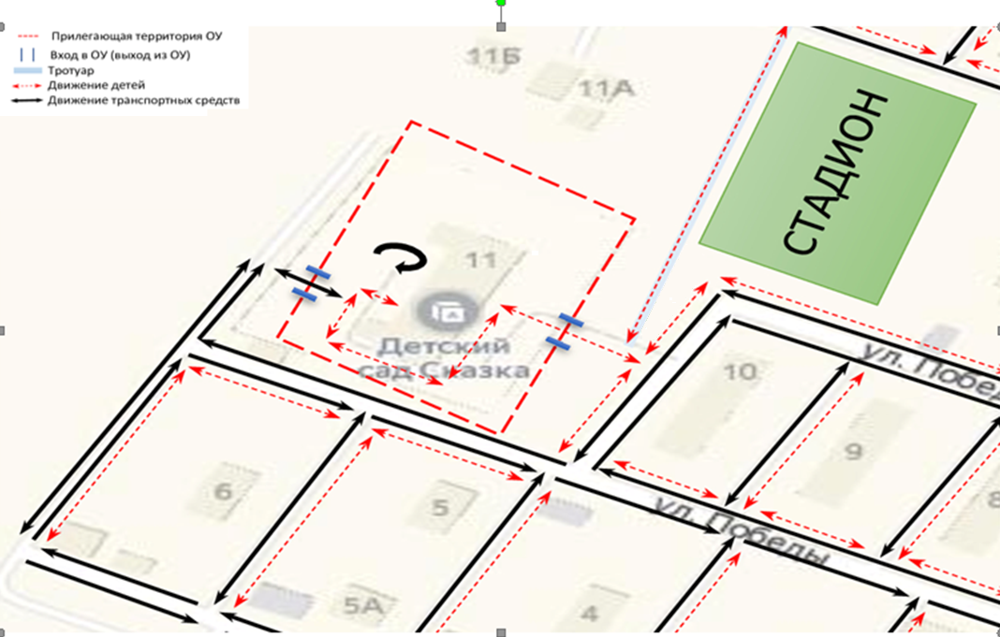 Прилегающая территория ОУ
Вход в ОУ (выход из ОУ)
Тротуар
Движение детей
Движение транспортных средств
11Б
11А
СТАДИОН
11
Детский
сад Сказка
ул. Побед
10
9
8
6
5
ул. Победы
5А
4